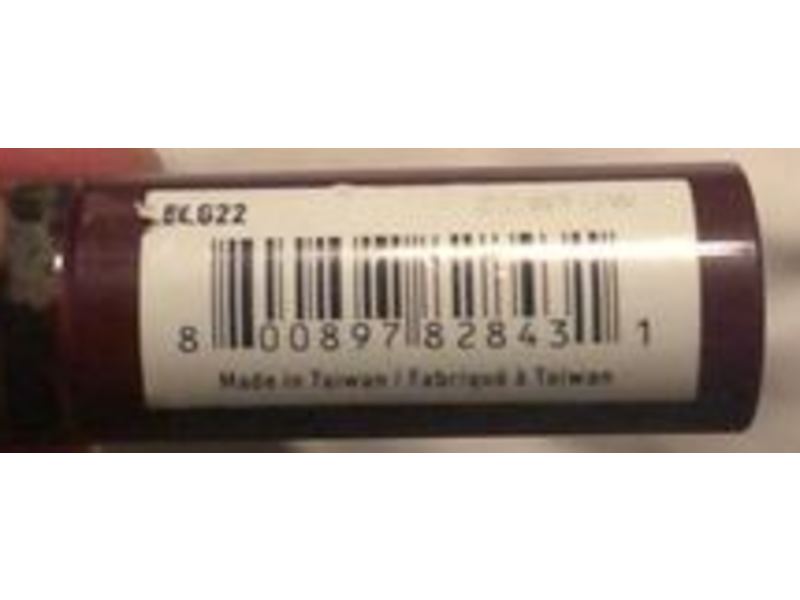 BLG22
8 00897 82843 1
Made in Taiwan / Fabriqué à Taiwan